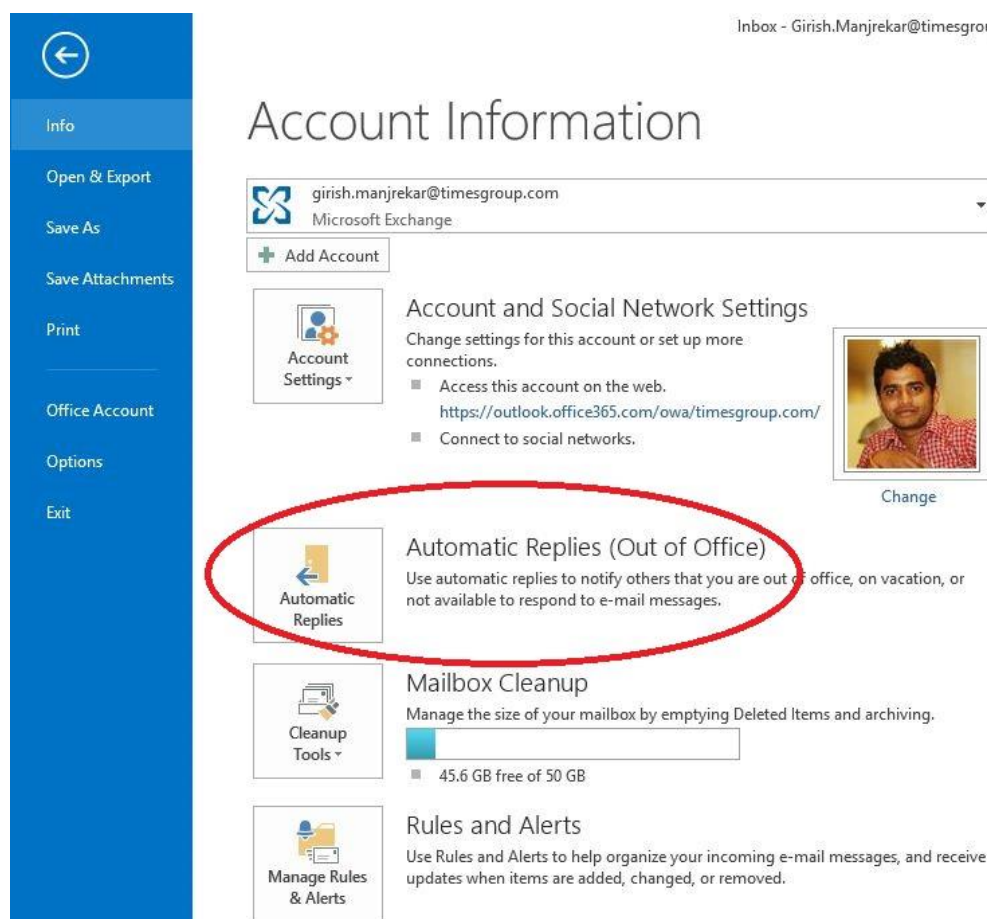 Inbox - Girish.Manjrekar@timesgrou
Info
Open & Export
Save As
Save Attachments
Print
Office Account
Options
Exit
Account Information
girish.manjrekar@timesgroup.com
Microsoft Exchange
Add Account
Account
Settings
Account and Social Network Settings
Change settings for this account or set up more
connections.
Access this account on the web.
https://outlook.office365.com/owa/timesgroup.com/
Connect to social networks.
Change
Automatic
Replies
Automatic Replies (Out of Office)
Use automatic replies to notify others that you are out of office, on vacation, or
not available to respond to e-mail messages.
Cleanup
Tools
Mailbox Cleanup
Manage the size of your mailbox by emptying Deleted Items and archiving.
45.6 GB free of 50 GB
Manage Rules
& Alerts
Rules and Alerts
Use Rules and Alerts to help organize your incoming e-mail messages, and receive
updates when items are added, changed, or removed.